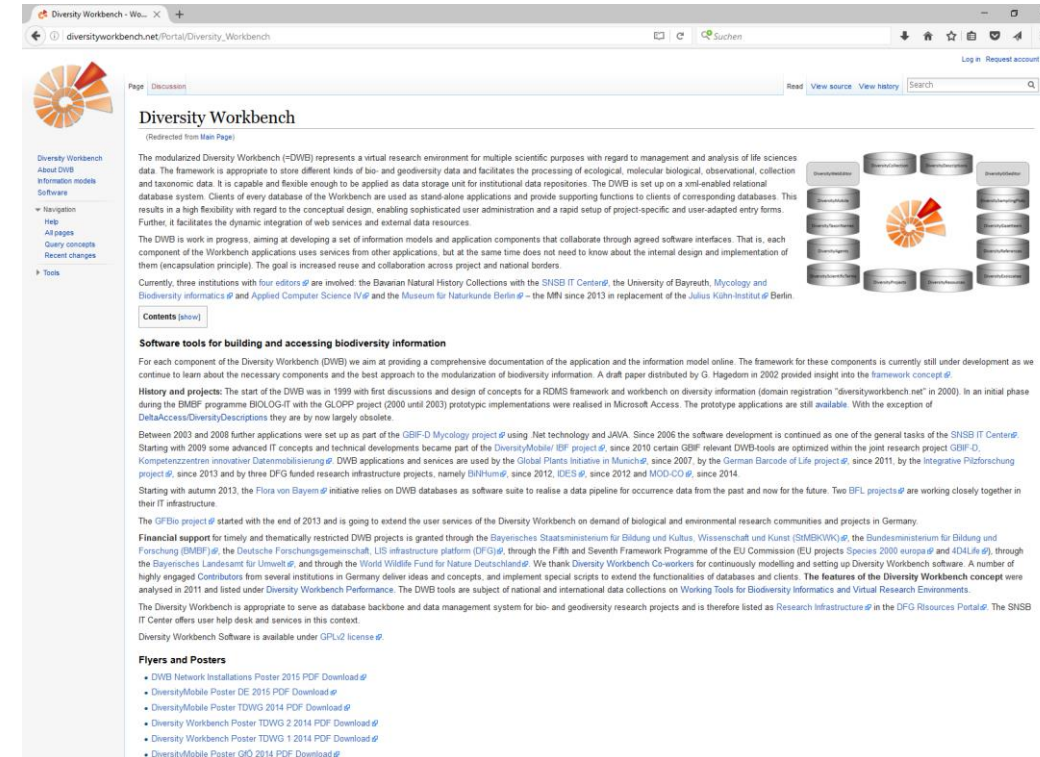 Diversity Workbench - Wo...
diversityworkbench.net/Portal/Diversity_Workbench
Suchen
Log in Request account
Page Discussion
Read View source View history Search
Diversity Workbench
(Redirected from Main Page)
Diversity Workbench
About DWB
Information models
Software
Navigation
Help
All pages
Query concepts
Recent changes
Tools
The modularized Diversity Workbench (=DWB) represents a virtual research environment for multiple scientific purposes with regard to management and analysis of life sciences
data. The framework is appropriate to store different kinds of bio- and geodiversity data and facilitates the processing of ecological, molecular biological, observational, collection
and taxonomic data. It is capable and flexible enough to be applied as data storage unit for institutional data repositories. The DWB is set up on a xml-enabled relational
database system. Clients of every database of the Workbench are used as stand-alone applications and provide supporting functions to clients of corresponding databases. This
results in a high flexibility with regard to the conceptual design, enabling sophisticated user administration and a rapid setup of project-specific and user-adapted entry forms.
Further, it facilitates the dynamic integration of web services and external data resources.
The DWB is work in progress, aiming at developing a set of information models and application components that collaborate through agreed software interfaces. That is, each
component of the Workbench applications uses services from other applications, but at the same time does not need to know about the internal design and implementation of
them (encapsulation principle). The goal is increased reuse and collaboration across project and national borders.
Currently, three institutions with four editors are involved: the Bavarian Natural History Collections with the SNSB IT Center, the University of Bayreuth, Mycology and
Biodiversity informatics and Applied Computer Science IV and the Museum für Naturkunde Berlin – the MfN since 2013 in replacement of the Julius Kühn-Institut Berlin.
Contents [show]
Software tools for building and accessing biodiversity information
For each component of the Diversity Workbench (DWB) we aim at providing a comprehensive documentation of the application and the information model online. The framework for these components is currently still under development as we
continue to learn about the necessary components and the best approach to the modularization of biodiversity information. A draft paper distributed by G. Hagedorn in 2002 provided insight into the framework concept.
History and projects: The start of the DWB was in 1999 with first discussions and design of concepts for a RDMS framework and workbench on diversity information (domain registration "diversityworkbench.net" in 2000). In an initial phase
during the BMBF programme BIOLOG-IT with the GLOPP project (2000 until 2003) prototypic implementations were realised in Microsoft Access. The prototype applications are still available. With the exception of
DeltaAccess/DiversityDescriptions they are by now largely obsolete.
Between 2003 and 2008 further applications were set up as part of the GBIF-D Mycology project using .Net technology and JAVA. Since 2006 the software development is continued as one of the general tasks of the SNSB IT Center.
Starting with 2009 some advanced IT concepts and technical developments became part of the DiversityMobile/ IBF project, since 2010 certain GBIF relevant DWB-tools are optimized within the joint research project GBIF-D,
Kompetenzzentren innovativer Datenmobilisierung. DWB applications and services are used by the Global Plants Initiative in Munich, since 2007, by the German Barcode of Life project, since 2011, by the Integrative Pilzforschung
project, since 2013 and by three DFG funded research infrastructure projects, namely BiNHum, since 2012, IDES, since 2012 and MOD-CO, since 2014.
Starting with autumn 2013, the Flora von Bayern initiative relies on DWB databases as software suite to realise a data pipeline for occurrence data from the past and now for the future. Two BFL projects are working closely together in
their IT infrastructure.
The GFBio project started with the end of 2013 and is going to extend the user services of the Diversity Workbench on demand of biological and environmental research communities and projects in Germany.
Financial support for timely and thematically restricted DWB projects is granted through the Bayerisches Staatsministerium für Bildung und Kultus, Wissenschaft und Kunst (StMBKWK), the Bundesministerium für Bildung und
Forschung (BMBF), the Deutsche Forschungsgemeinschaft, LIS infrastructure platform (DFG), through the Fifth and Seventh Framework Programme of the EU Commission (EU projects Species 2000 europa and 4D4Life), through
the Bayerisches Landesamt für Umwelt, and through the World Wildlife Fund for Nature Deutschland. We thank Diversity Workbench Co-workers for continuously modelling and setting up Diversity Workbench software. A number of
highly engaged Contributors from several institutions in Germany deliver ideas and concepts, and implement special scripts to extend the functionalities of databases and clients. The features of the Diversity Workbench concept were
analysed in 2011 and listed under Diversity Workbench Performance. The DWB tools are subject of national and international data collections on Working Tools for Biodiversity Informatics and Virtual Research Environments.
The Diversity Workbench is appropriate to serve as database backbone and data management system for bio- and geodiversity research projects and is therefore listed as Research Infrastructure in the DFG RIsources Portal. The SNSB
IT Center offers user help desk and services in this context.
Diversity Workbench Software is available under GPLv2 license.
Flyers and Posters
DWB Network Installations Poster 2015 PDF Download
DiversityMobile Poster DE 2015 PDF Download
DiversityMobile Poster TDWG 2014 PDF Download
Diversity Workbench Poster TDWG 2 2014 PDF Download
Diversity Workbench Poster TDWG 1 2014 PDF Download
DiversityMobile Poster GfÖ 2014 PDF Download